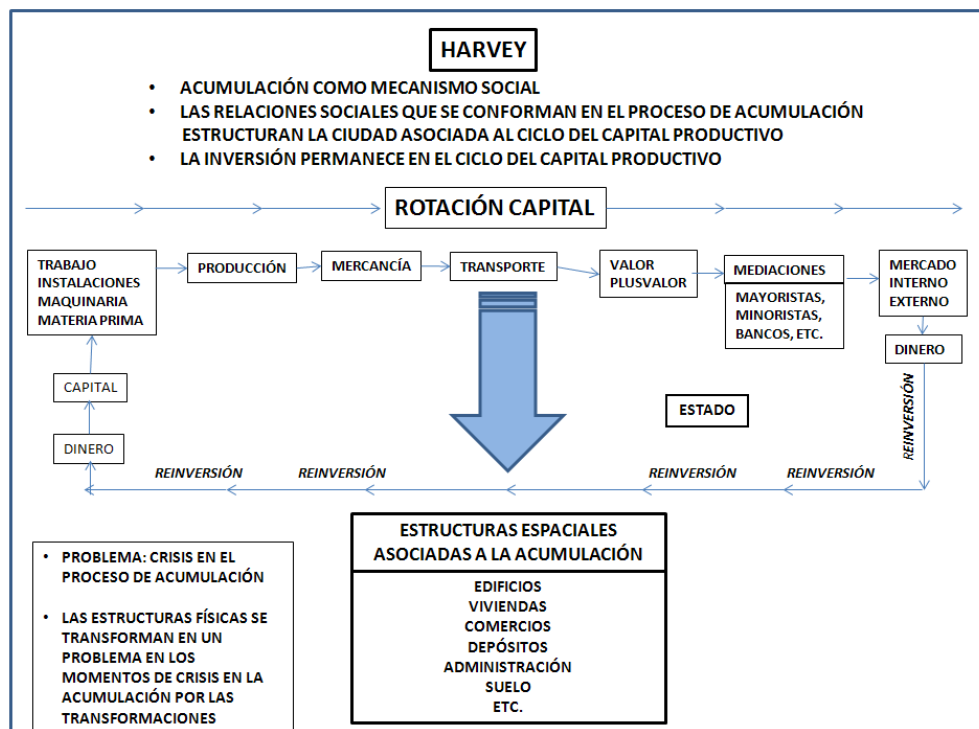 HARVEY
• ACUMULACIÓN COMO MECANISMO SOCIAL
• LAS RELACIONES SOCIALES QUE SE CONFORMAN EN EL PROCESO DE ACUMULACIÓN
ESTRUCTURAN LA CIUDAD ASOCIADA AL CICLO DEL CAPITAL PRODUCTIVO
• LA INVERSIÓN PERMANECE EN EL CICLO DEL CAPITAL PRODUCTIVO
ROTACIÓN CAPITAL
TRABAJO
INSTALACIONES
MAQUINARIA
MATERIA PRIMA
PRODUCCIÓN
MERCANCÍA
TRANSPORTE
VALOR
PLUSVALOR
MEDIACIONES
MAYORISTAS,
MINORISTAS,
BANCOS, ETC.
MERCADO
INTERNO
EXTERNO
DINERO
REINVERSIÓN
CAPITAL
DINERO
ESTADO
REINVERSIÓN
REINVERSIÓN
REINVERSIÓN
REINVERSIÓN
ESTRUCTURAS ESPACIALES
ASOCIADAS A LA ACUMULACIÓN
EDIFICIOS
VIVIENDAS
COMERCIOS
DEPÓSITOS
ADMINISTRACIÓN
SUELO
ETC.
• PROBLEMA: CRISIS EN EL
PROCESO DE ACUMULACIÓN
• LAS ESTRUCTURAS FÍSICAS SE
TRANSFORMAN EN UN
PROBLEMA EN LOS
MOMENTOS DE CRISIS EN LA
ACUMULACIÓN POR LAS
TRANSFORMACIONES